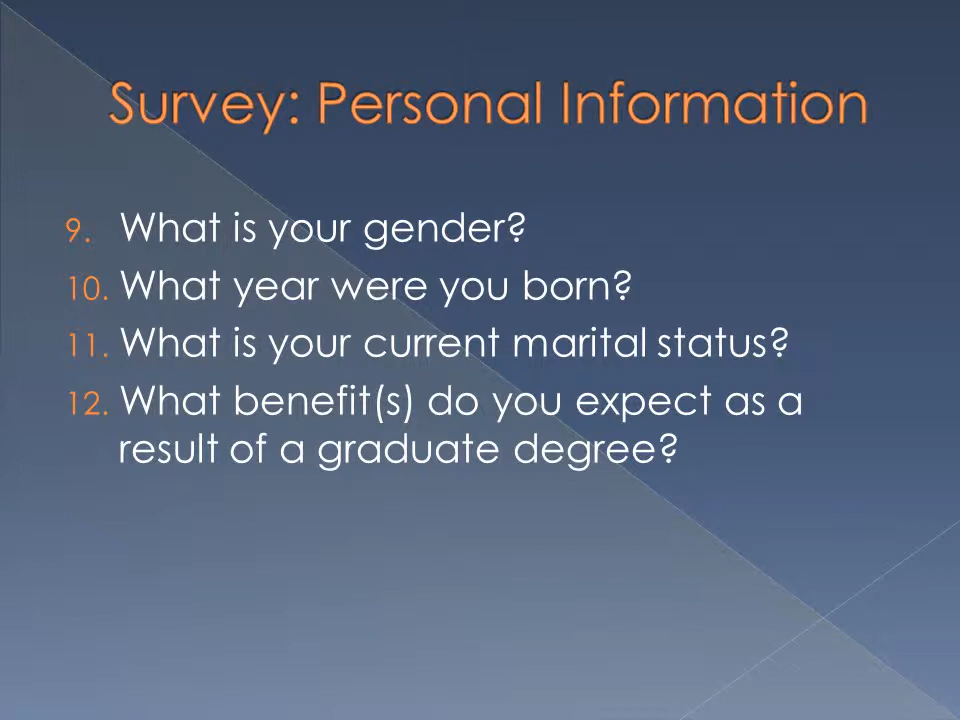 Survey: Personal Information
9. What is your gender?
10. What year were you born?
11. What is your current marital status?
12. What benefit(s) do you expect as a
result of a graduate degree?